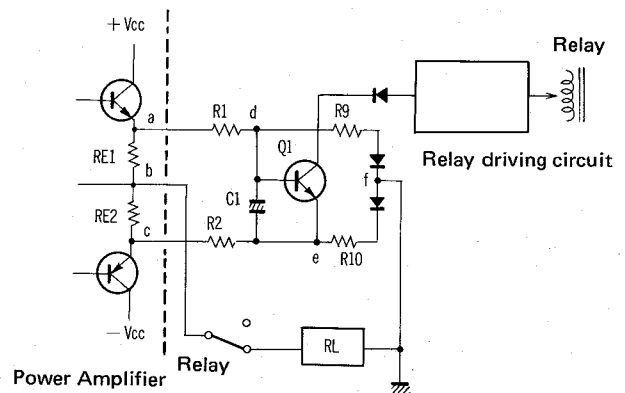 + Vcc
Relay
a
R1
d
R9
Q1
RE1
b
f
Relay driving circuit
C1
RE2
c
R2
e
R10
- Vcc
Relay
RL
Power Amplifier